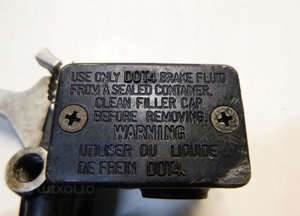 USE ONLY DOT4 BRAKE FLUID
FROM A SEALED CONTAINER.
CLEAN FILLER CAP
BEFORE REMOVING.
WARNING
UTILISER DU LIQUIDE
DE FREIN DOT4.
WIXOLIO